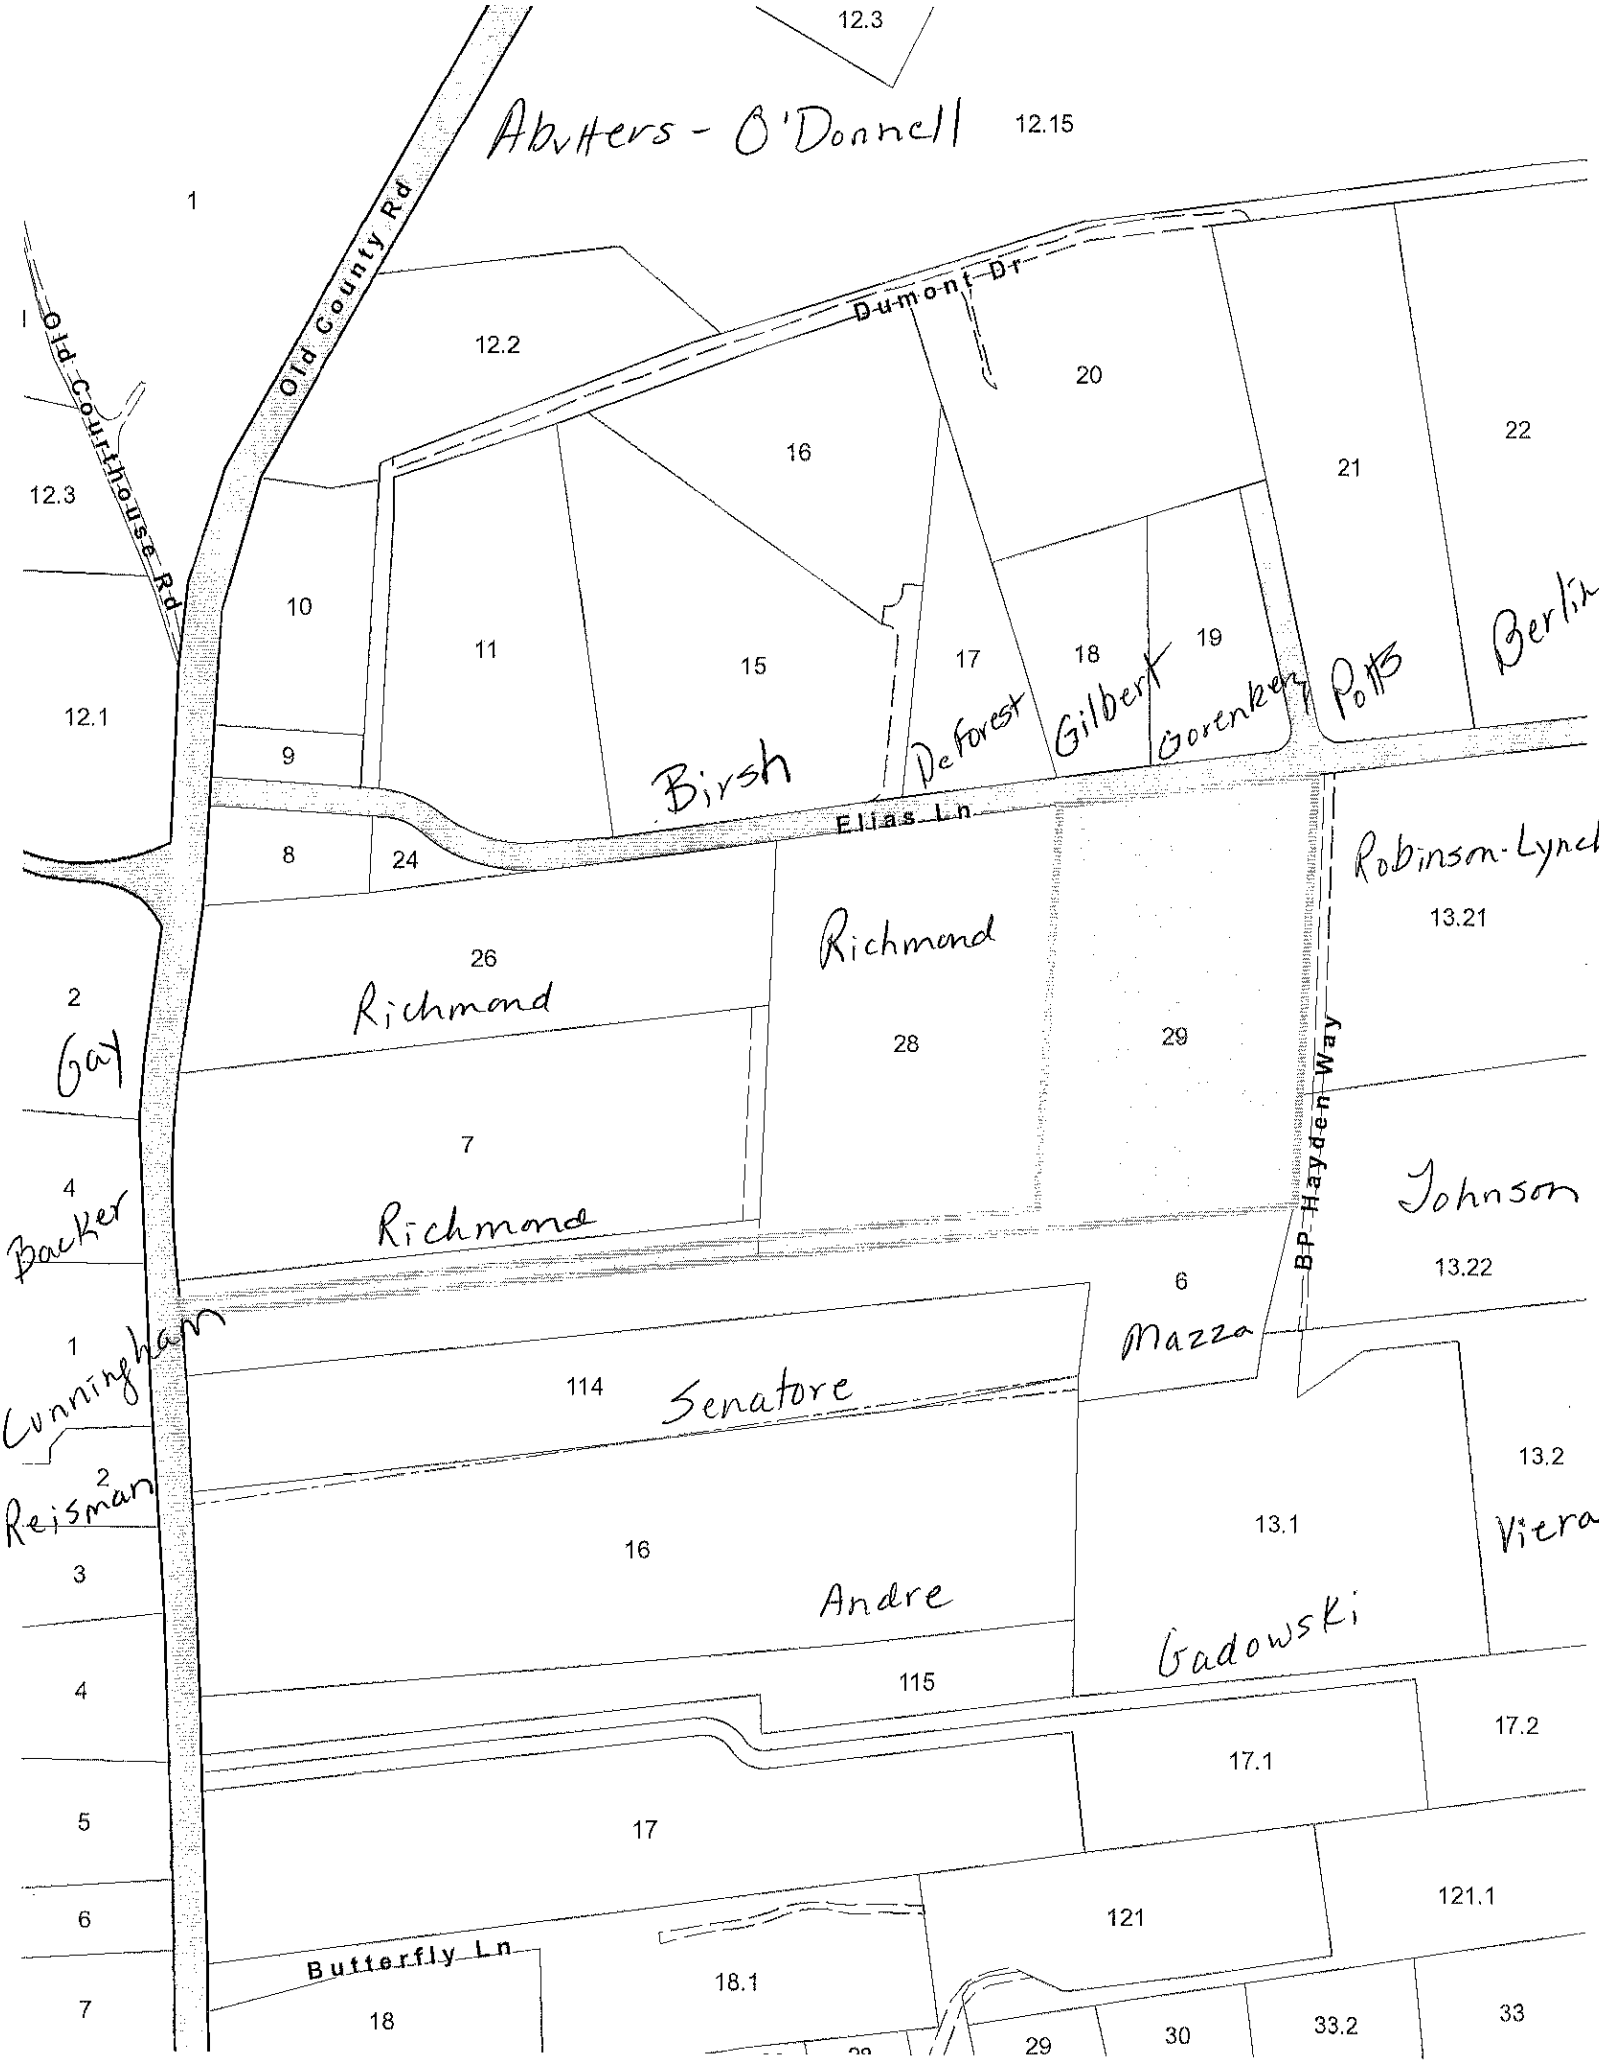 12.3
Abutters - O'Donnell
12.15
1
Old County Rd
Dumont Dr
Old Courthouse Rd
12.2
20
16
21
22
12.3
10
11
15
17
18
19
12.1
9
Birsh
DeForest
Gilbert
Gorenberg
Potts
Berlin
Elias Ln
8
24
Robinson-Lynch
13.21
26
Richmond
Richmond
2
Gay
28
29
7
Richmond
BP Hayden Way
4
Backer
Johnson
13.22
6
Mazza
1
Cunningham
114
Senatore
2
Reisman
13.2
Viera
3
16
Andre
13.1
Gadowski
4
115
17.2
17.1
5
17
6
121
121.1
Butterfly Ln
18.1
7
18
29
30
33.2
33